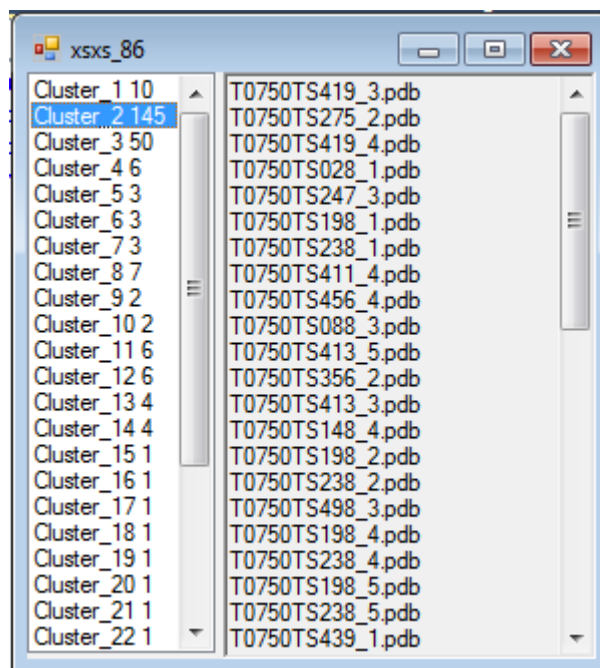 xsxs_86
Cluster_1 10
Cluster_2 145
Cluster_3 50
Cluster_4 6
Cluster_5 3
Cluster_6 3
Cluster_7 3
Cluster_8 7
Cluster_9 2
Cluster_10 2
Cluster_11 6
Cluster_12 6
Cluster_13 4
Cluster_14 4
Cluster_15 1
Cluster_16 1
Cluster_17 1
Cluster_18 1
Cluster_19 1
Cluster_20 1
Cluster_21 1
Cluster_22 1
T0750TS419_3.pdb
T0750TS275_2.pdb
T0750TS419_4.pdb
T0750TS028_1.pdb
T0750TS247_3.pdb
T0750TS198_1.pdb
T0750TS238_1.pdb
T0750TS411_4.pdb
T0750TS456_4.pdb
T0750TS088_3.pdb
T0750TS413_5.pdb
T0750TS356_2.pdb
T0750TS413_3.pdb
T0750TS148_4.pdb
T0750TS198_2.pdb
T0750TS238_2.pdb
T0750TS498_3.pdb
T0750TS198_4.pdb
T0750TS238_4.pdb
T0750TS198_5.pdb
T0750TS238_5.pdb
T0750TS439_1.pdb